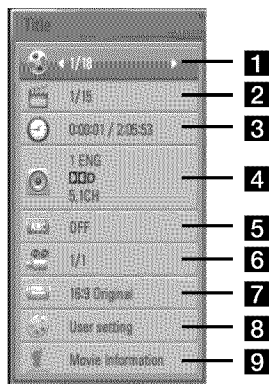 Title
1/18
1
1/15
2
0:00:01 / 2:05:53
3
1 ENG
D
5.1CH
4
OFF
5
1/1
6
16:9 Original
7
User setting
8
Movie Information
9